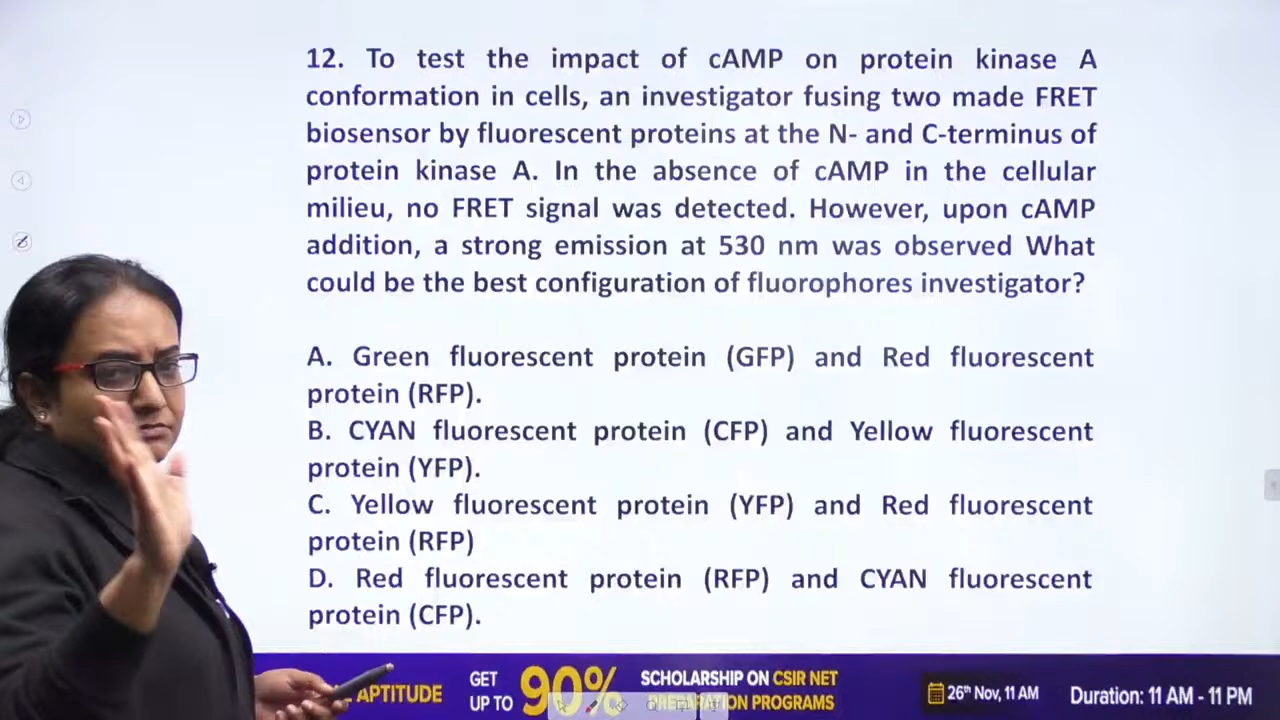 12. To test the impact of cAMP on protein kinase A
conformation in cells, an investigator fusing two made FRET
biosensor by fluorescent proteins at the N- and C-terminus of
protein kinase A. In the absence of cAMP in the cellular
milieu, no FRET signal was detected. However, upon cAMP
addition, a strong emission at 530 nm was observed What
could be the best configuration of fluorophores investigator?
A. Green fluorescent protein (GFP) and Red fluorescent
protein (RFP).
B. CYAN fluorescent protein (CFP) and Yellow fluorescent
protein (YFP).
C. Yellow fluorescent protein (YFP) and Red fluorescent
protein (RFP)
D. Red fluorescent protein (RFP) and CYAN fluorescent
protein (CFP).
APTITUDE
GET
UP TO
90%
SCHOLARSHIP ON CSIR NET
PREPARATION PROGRAMS
26th Nov, 11 AM
Duration: 11 AM - 11 PM